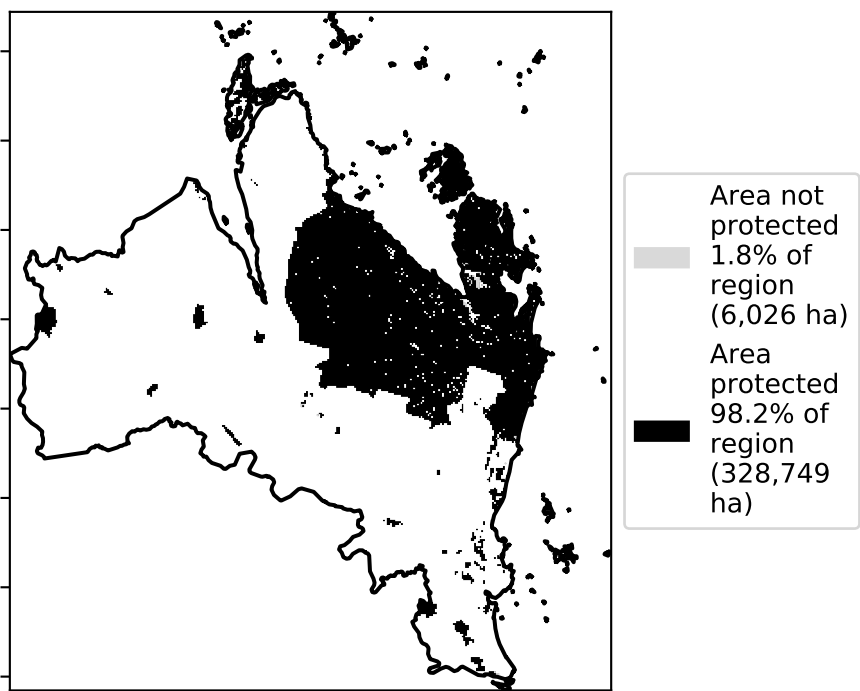 Area not
protected
1.8% of
region
(6,026 ha)
Area
protected
98.2% of
region
(328,749
ha)